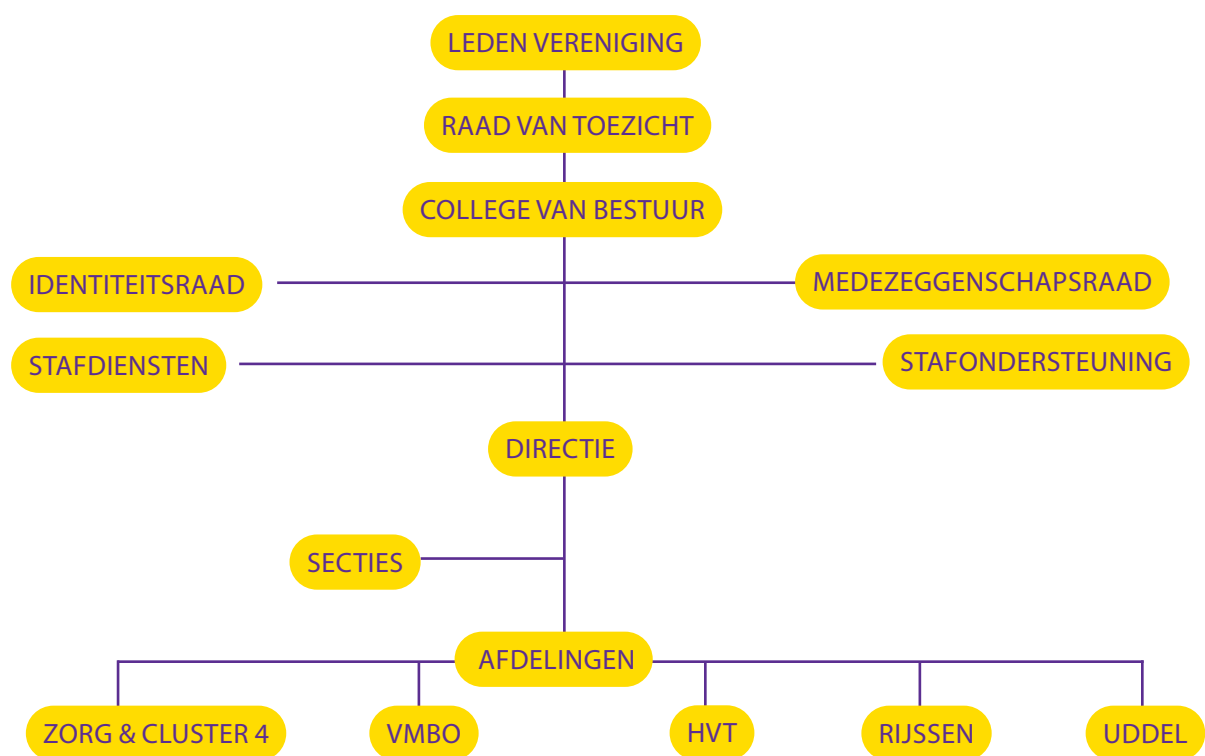 LEDEN VERENIGING
RAAD VAN TOEZICHT
COLLEGE VAN BESTUUR
IDENTITEITSRAAD
MEDEZEGGENSCHAPSRAAD
STAFDIENSTEN
STAFONDERSTEUNING
DIRECTIE
SECTIES
AFDELINGEN
ZORG & CLUSTER 4
VMBO
HVT
RIJSSEN
UDDEL